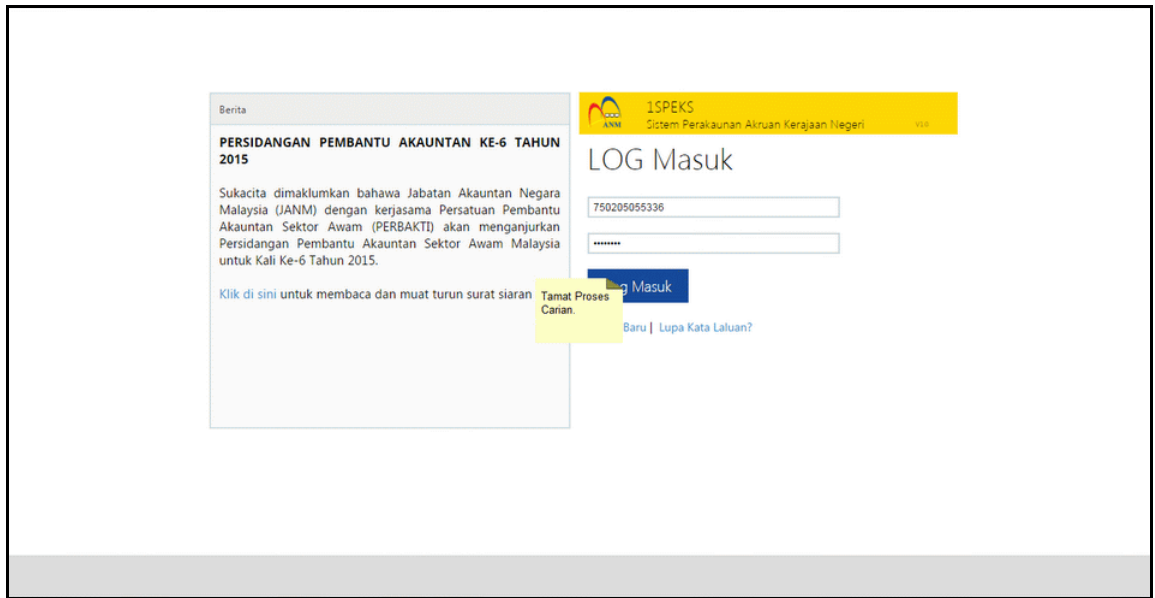 Berita
PERSIDANGAN PEMBANTU AKAUNTAN KE-6 TAHUN
2015
Sukacita dimaklumkan bahawa Jabatan Akauntan Negara
Malaysia (JANM) dengan kerjasama Persatuan Pembantu
Akauntan Sektor Awam (PERBAKTI) akan menganjurkan
Persidangan Pembantu Akauntan Sektor Awam Malaysia
untuk Kali Ke-6 Tahun 2015.
Klik di sini untuk membaca dan muat turun surat siaran
ANM
1SPEKS
Sistem Perakaunan Akruan Kerajaan Negeri V1.0
LOG Masuk
750205055336
••••••••
Masuk
Tamat Proses
Carian.
Baru | Lupa Kata Laluan?